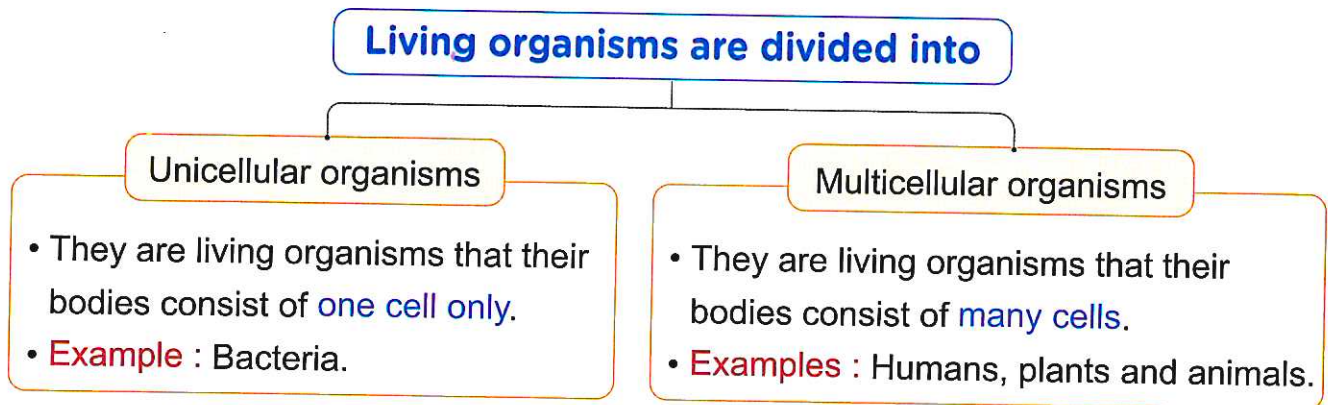 Living organisms are divided into
Unicellular organisms
• They are living organisms that their
bodies consist of one cell only.
• Example : Bacteria.
Multicellular organisms
• They are living organisms that their
bodies consist of many cells.
• Examples : Humans, plants and animals.